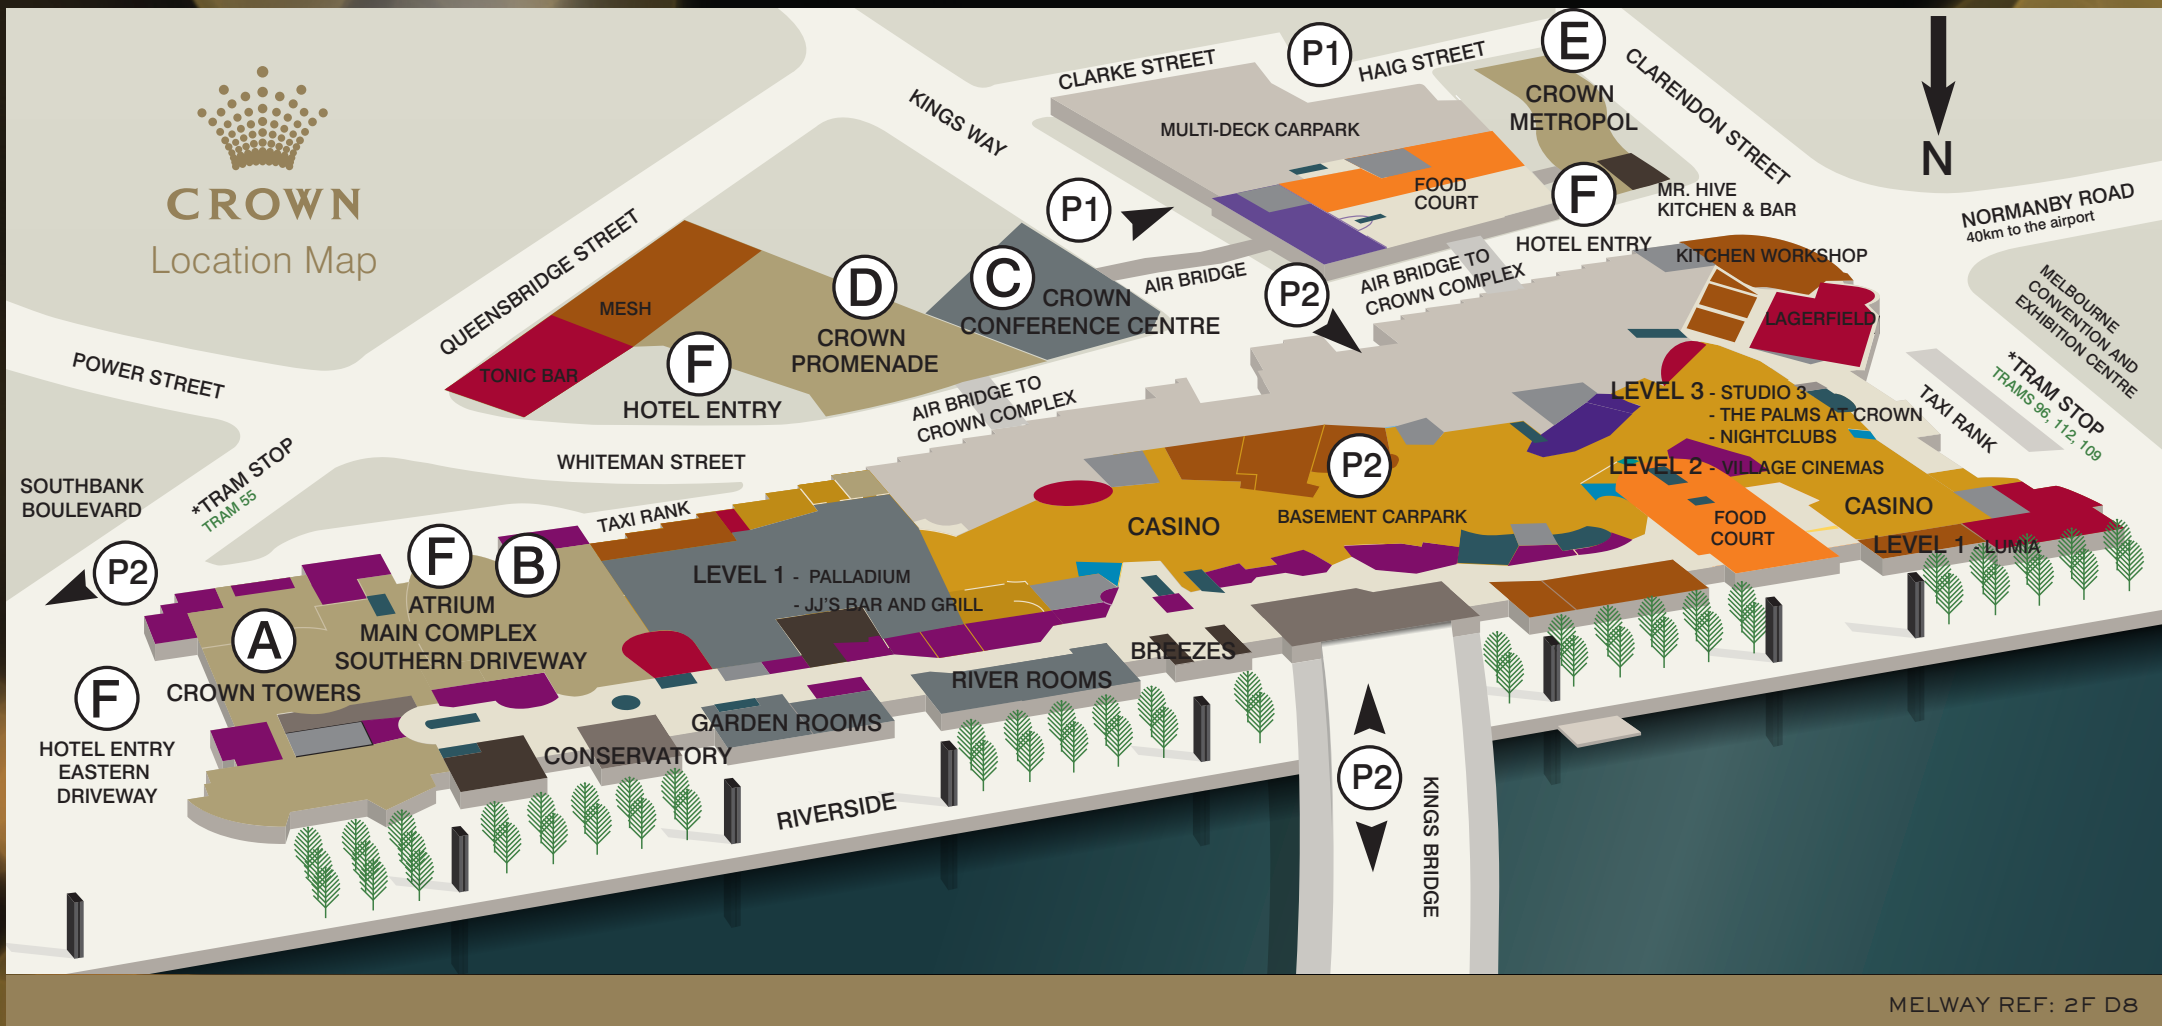 CROWN
Location Map
CLARKE STREET
P1
HAIG STREET
E
CROWN
METROPOL
CLARENDON STREET
N
KINGS WAY
MULTI-DECK CARPARK
FOOD
COURT
F
HOTEL ENTRY
MR. HIVE
KITCHEN & BAR
NORMANBY ROAD
40km to the airport
P1
QUEENSBRIDGE STREET
MESH
TONIC BAR
D
CROWN
PROMENADE
C
CROWN
CONFERENCE CENTRE
AIR BRIDGE
P2
AIR BRIDGE TO
CROWN COMPLEX
KITCHEN WORKSHOP
LAGERFIELD
MELBOURNE
CONVENTION AND
EXHIBITION CENTRE
*TRAM STOP
TRAMS 96, 112, 109
TAXI RANK
POWER STREET
F
HOTEL ENTRY
AIR BRIDGE TO
CROWN COMPLEX
WHITEMAN STREET
LEVEL 3 - STUDIO 3
- THE PALMS AT CROWN
- NIGHTCLUBS
LEVEL 2 - VILLAGE CINEMAS
*TRAM STOP
TRAM 55
SOUTHBANK
BOULEVARD
P2
TAXI RANK
P2
BASEMENT CARPARK
CASINO
CASINO
FOOD
COURT
LEVEL 1 - LUMIA
F
B
ATRIUM
MAIN COMPLEX
SOUTHERN DRIVEWAY
LEVEL 1 - PALLADIUM
- JJ'S BAR AND GRILL
A
CROWN TOWERS
F
HOTEL ENTRY
EASTERN
DRIVEWAY
BREEZES
RIVER ROOMS
GARDEN ROOMS
CONSERVATORY
RIVERSIDE
P2
KINGS BRIDGE
MELWAY REF: 2F D8